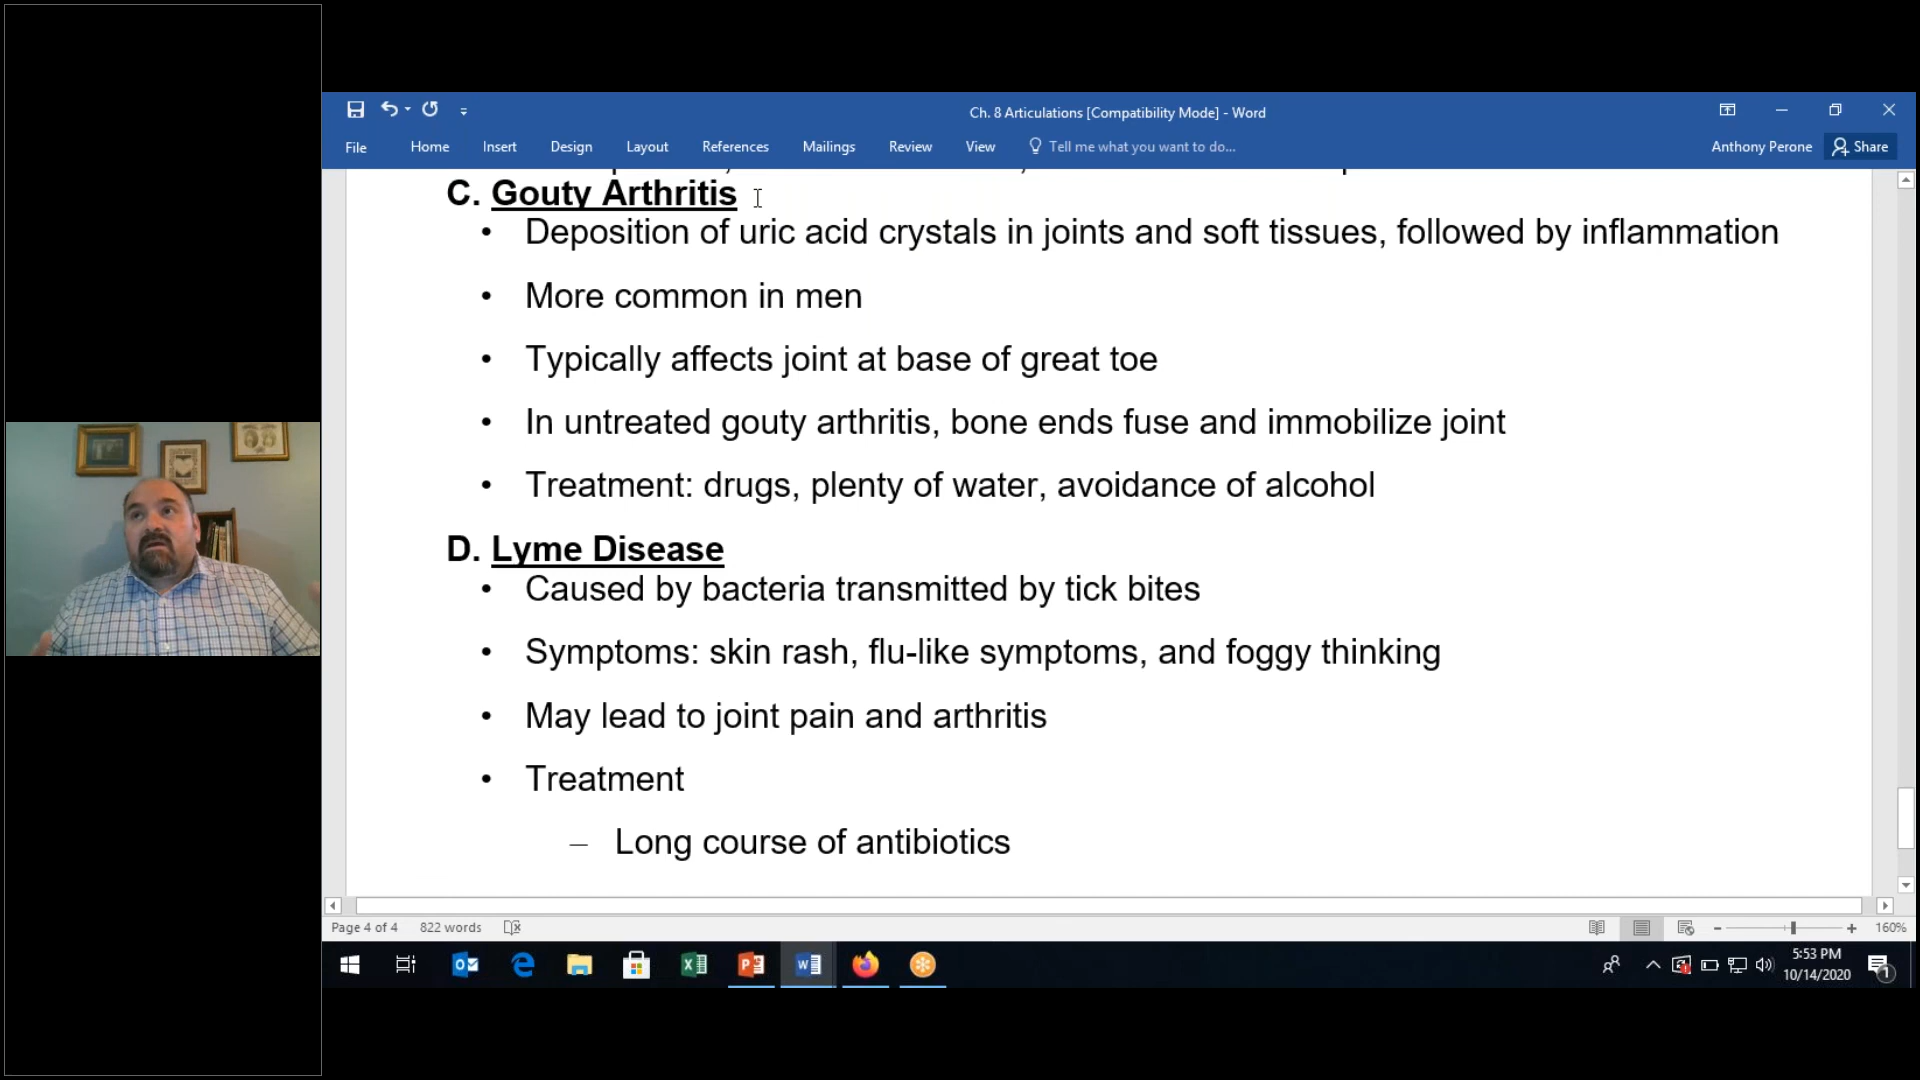 Ch. 8 Articulations [Compatibility Mode] - Word
File Home Insert Design Layout References Mailings Review View Tell me what you want to do... Anthony Perone Share
C. Gouty Arthritis
• Deposition of uric acid crystals in joints and soft tissues, followed by inflammation
• More common in men
• Typically affects joint at base of great toe
• In untreated gouty arthritis, bone ends fuse and immobilize joint
• Treatment: drugs, plenty of water, avoidance of alcohol
D. Lyme Disease
• Caused by bacteria transmitted by tick bites
• Symptoms: skin rash, flu-like symptoms, and foggy thinking
• May lead to joint pain and arthritis
• Treatment
– Long course of antibiotics
Page 4 of 4 822 words 160%
5:53 PM
10/14/2020
1